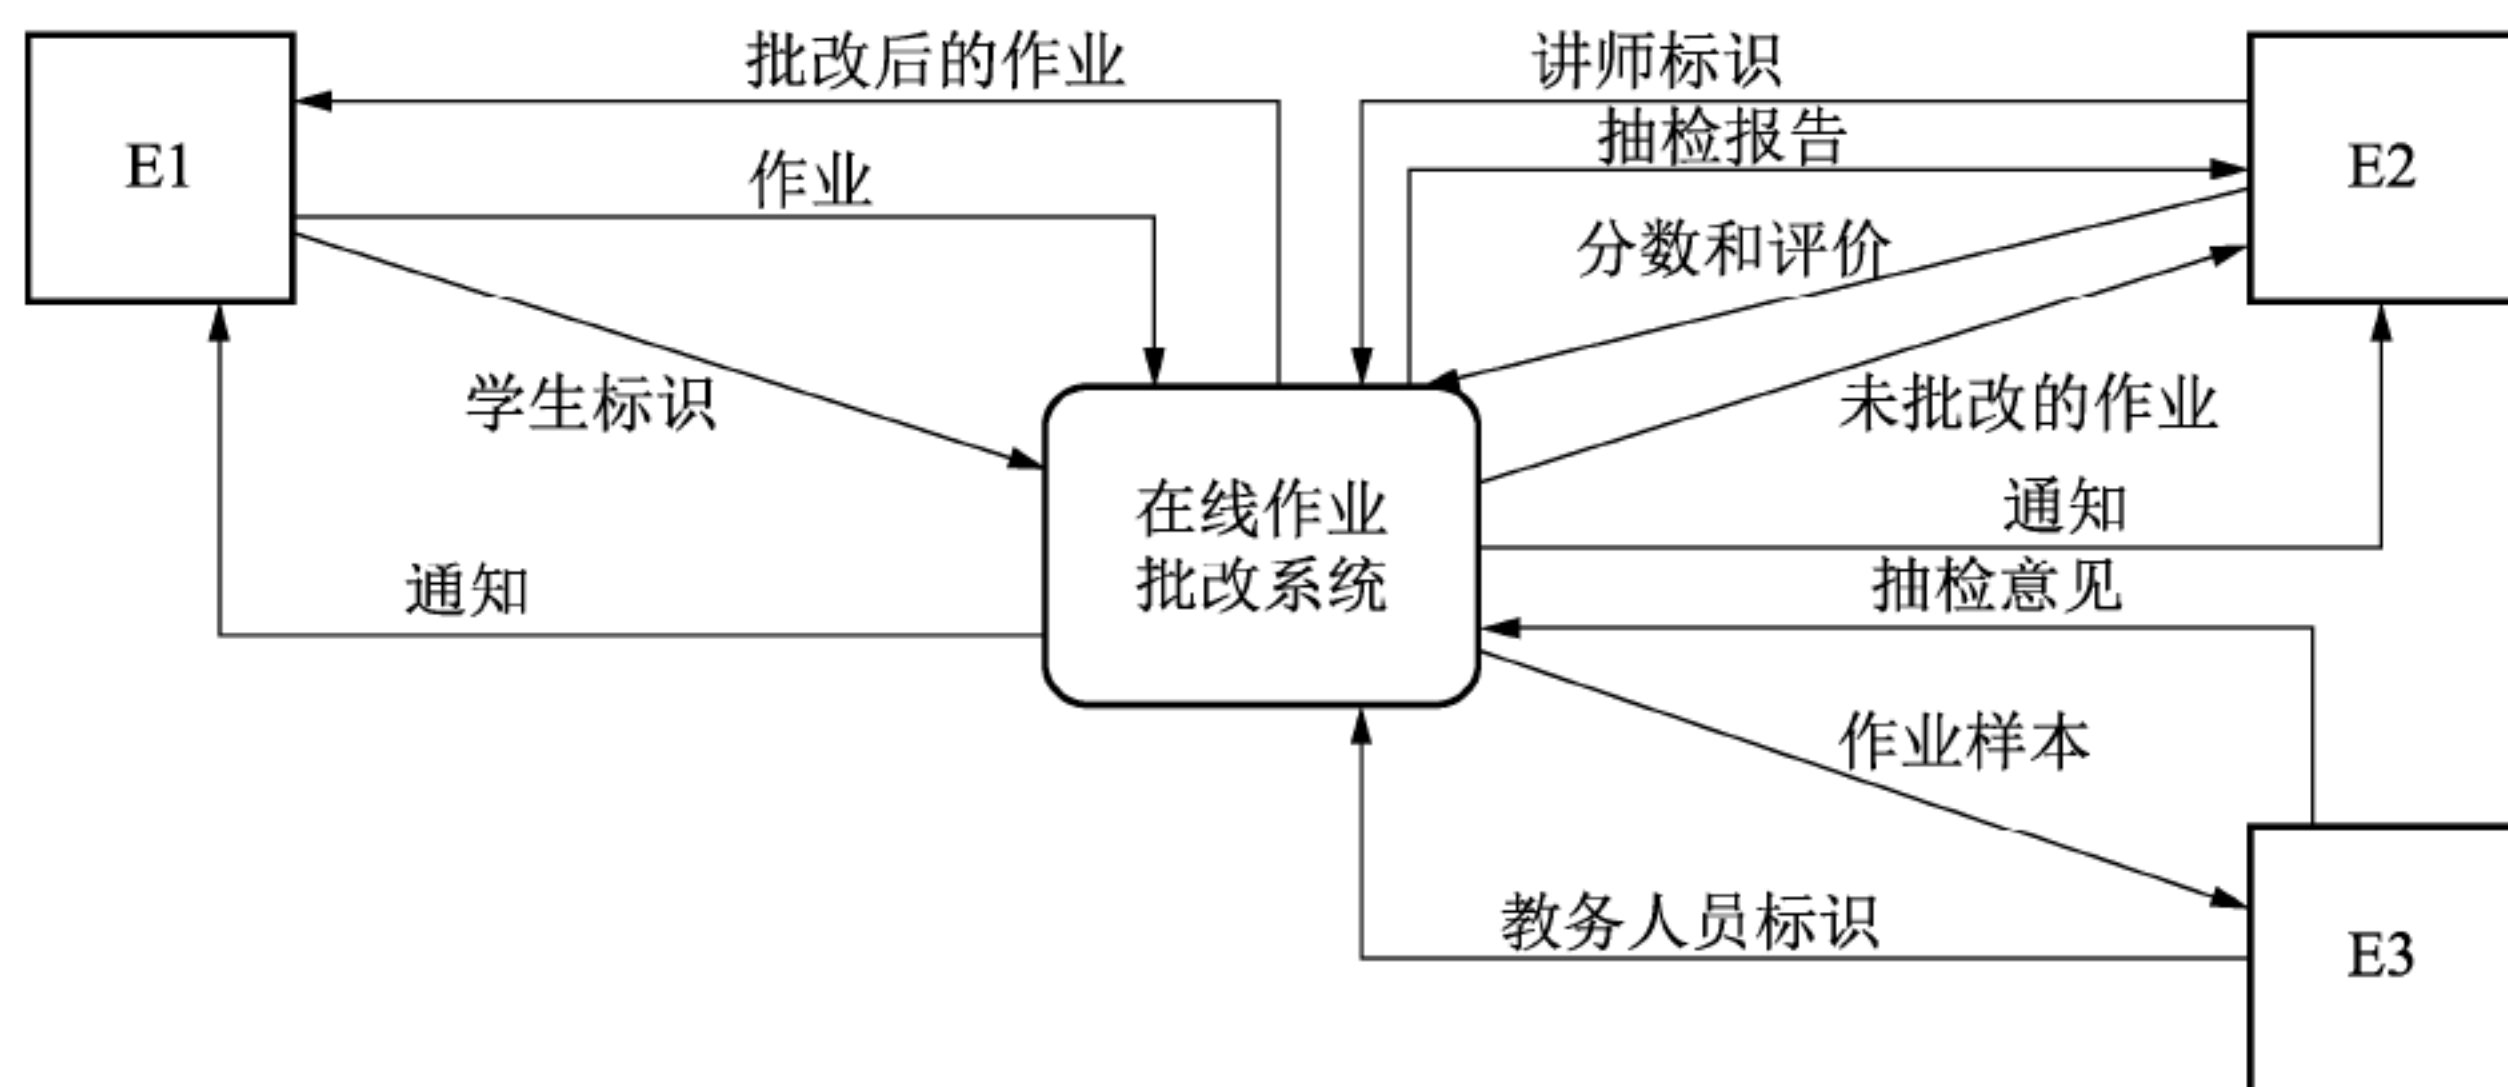 批改后的作业
讲师标识
抽检报告
E1
作业
E2
分数和评价
学生标识
未批改的作业
在线作业
批改系统
通知
通知
抽检意见
作业样本
教务人员标识
E3